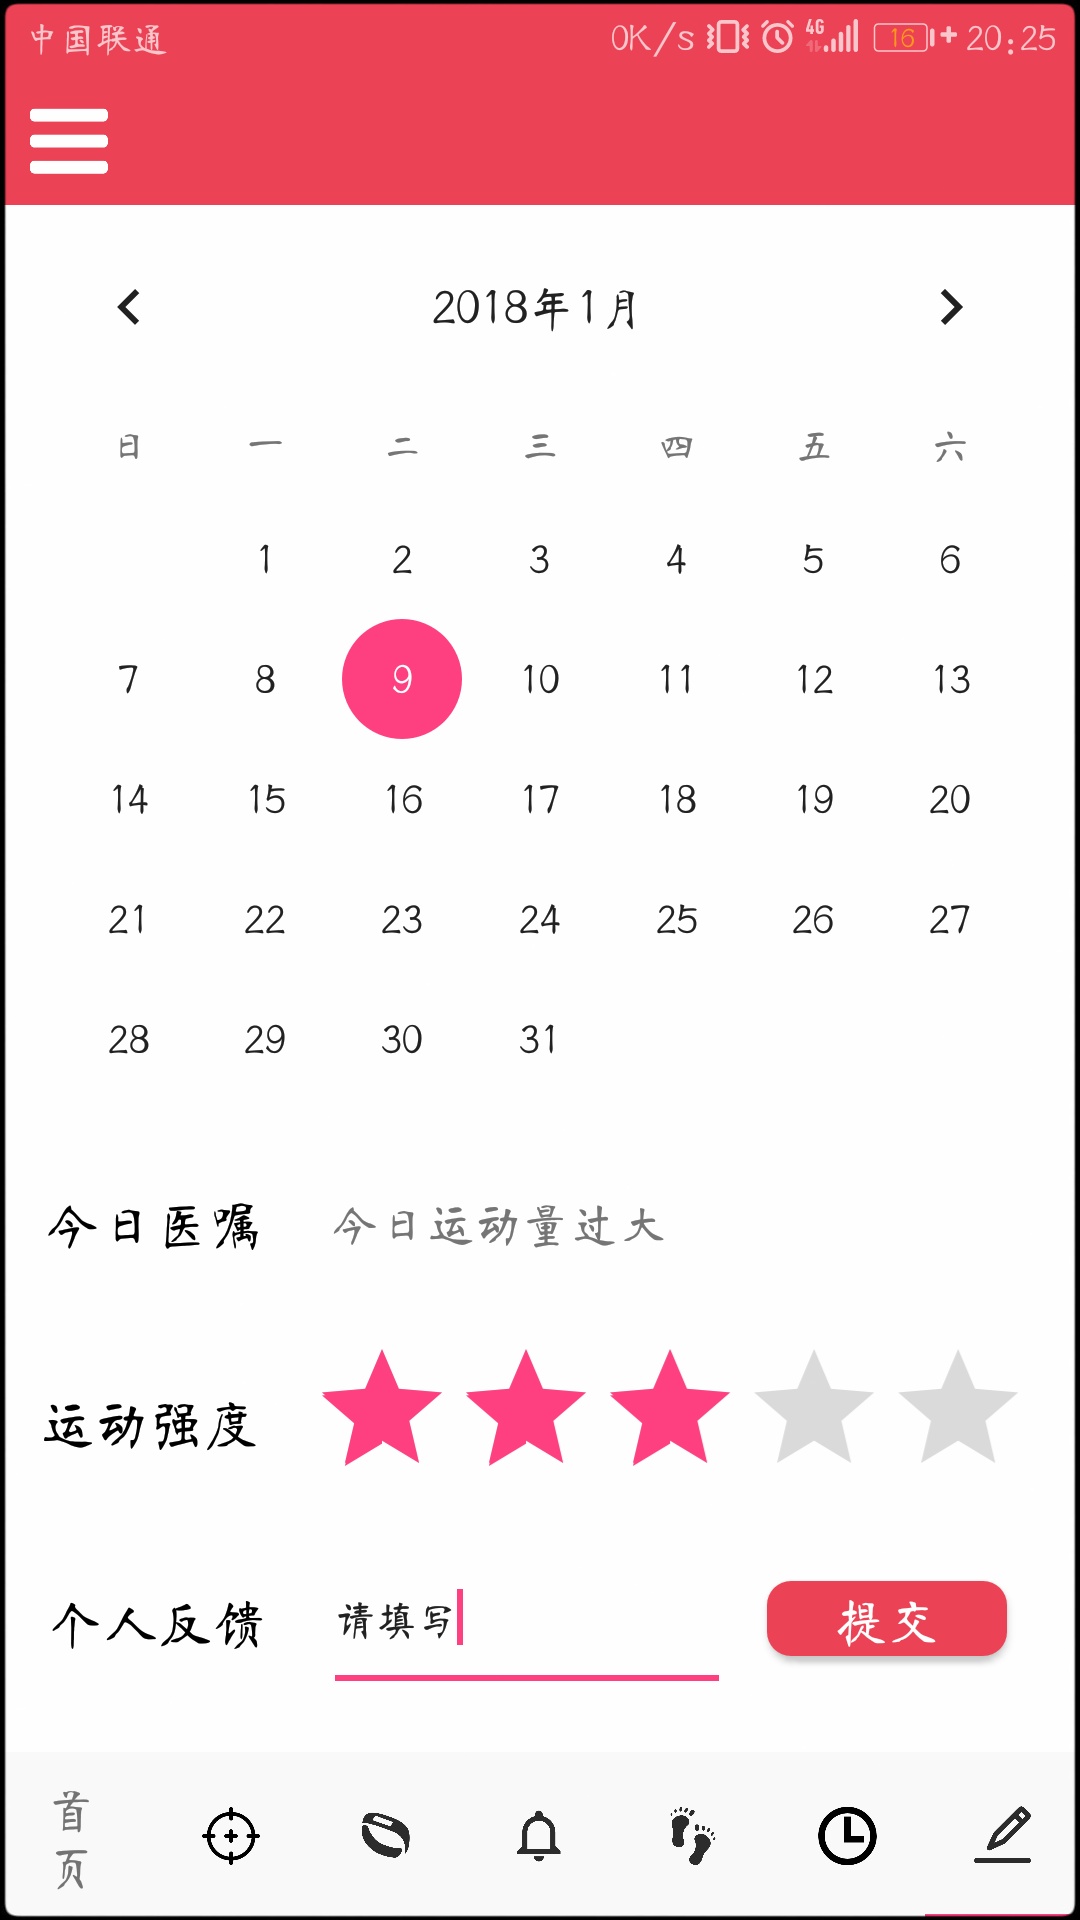 中国联通 0K/s 4G 16 20:25
2018年1月
日 一 二 三 四 五 六
1 2 3 4 5 6
7 8 9 10 11 12 13
14 15 16 17 18 19 20
21 22 23 24 25 26 27
28 29 30 31
今日医嘱 今日运动量过大
运动强度
个人反馈 请填写 提交
首
页